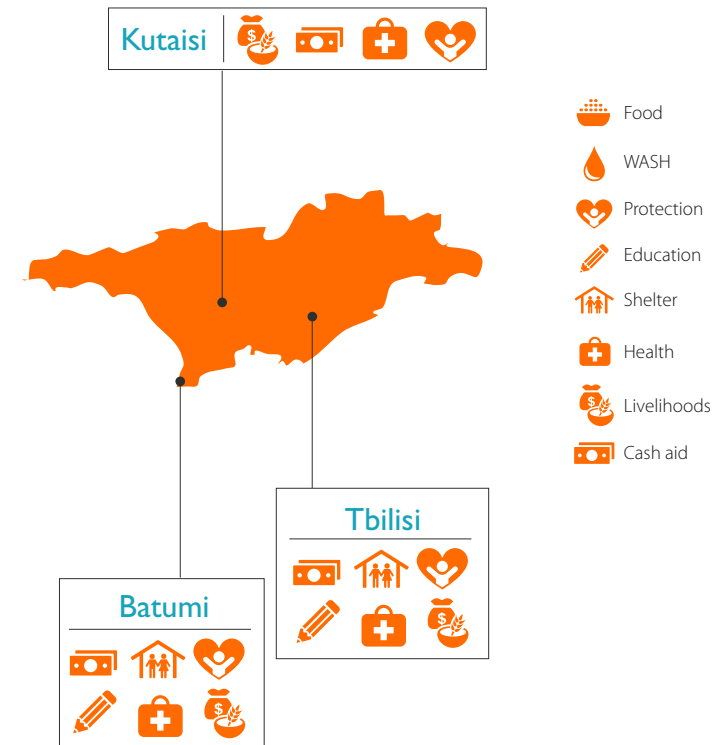 Kutaisi
Food
WASH
Protection
Education
Shelter
Health
Livelihoods
Cash aid
Tbilisi
Batumi